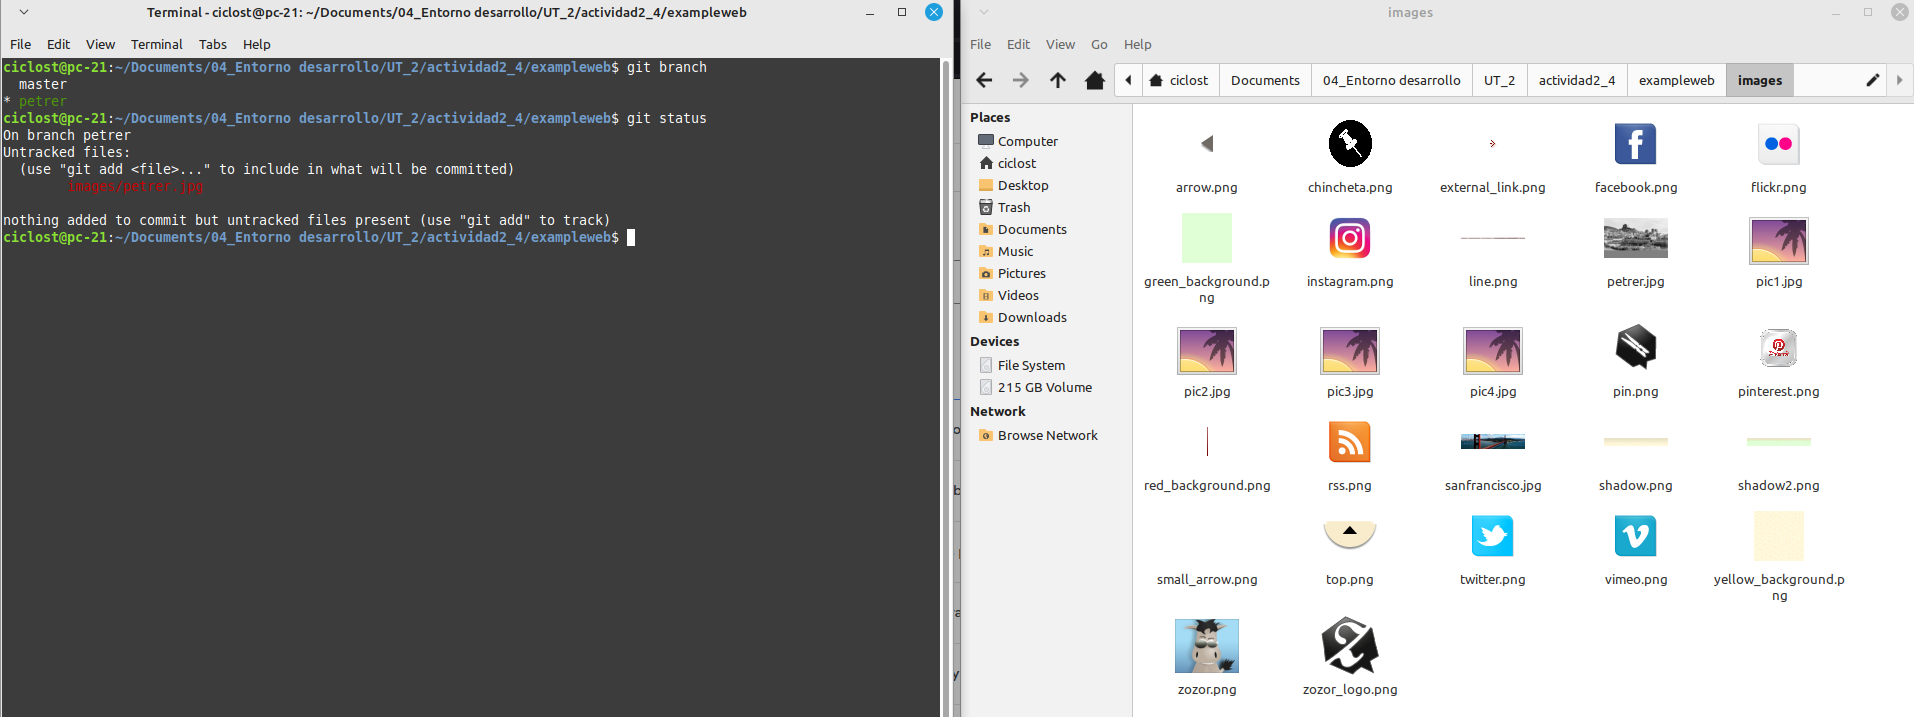 Terminal - ciclost@pc-21: ~/Documents/04_Entorno desarrollo/UT_2/actividad2_4/exampleweb
File Edit View Terminal Tabs Help
ciclost@pc-21:~/Documents/04_Entorno desarrollo/UT_2/actividad2_4/exampleweb$ git branch
master
* petrer
ciclost@pc-21:~/Documents/04_Entorno desarrollo/UT_2/actividad2_4/exampleweb$ git status
On branch petrer
Untracked files:
(use "git add <file>..." to include in what will be committed)
images/petrer.jpg
nothing added to commit but untracked files present (use "git add" to track)
ciclost@pc-21:~/Documents/04_Entorno desarrollo/UT_2/actividad2_4/exampleweb$
images
File Edit View Go Help
ciclost Documents 04_Entorno desarrollo UT_2 actividad2_4 exampleweb images
Places
Computer
ciclost
Desktop
Trash
Documents
Music
Pictures
Videos
Downloads
Devices
File System
215 GB Volume
Network
Browse Network
arrow.png chincheta.png external_link.png facebook.png flickr.png
green_background.p
ng
instagram.png line.png petrer.jpg pic1.jpg
pic2.jpg pic3.jpg pic4.jpg pin.png pinterest.png
red_background.png rss.png sanfrancisco.jpg shadow.png shadow2.png
small_arrow.png top.png twitter.png vimeo.png yellow_background.p
ng
zozor.png zozor_logo.png